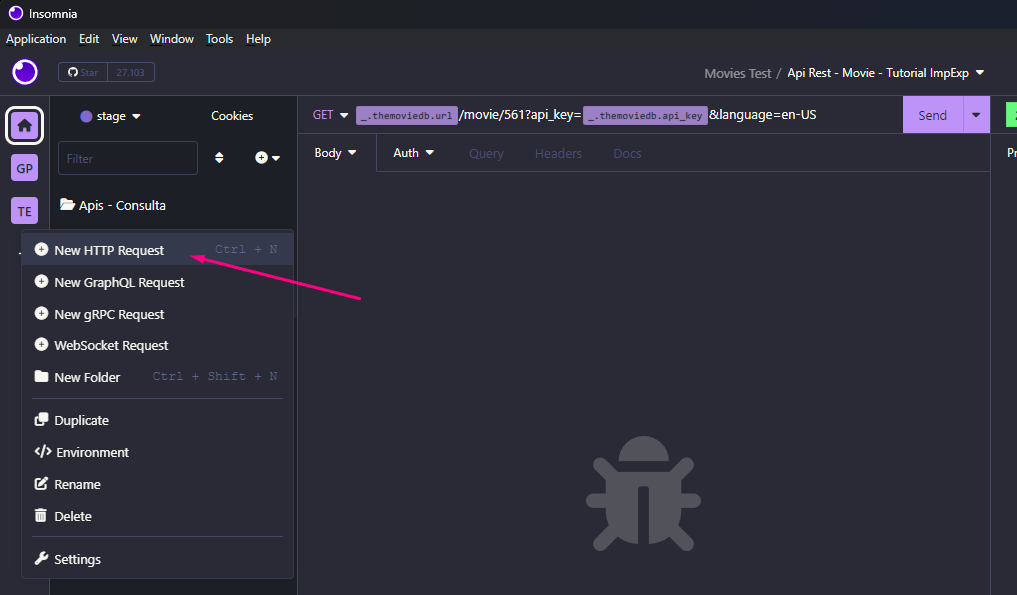 Insomnia
Application Edit View Window Tools Help
Star 27.103
Movies Test / Api Rest - Movie - Tutorial ImpExp
stage Cookies
GET _.themoviedb.url/movie/561?api_key=_.themoviedb.api_key&language=en-US Send 2
Filter
Body Auth Query Headers Docs
GP
Apis - Consulta
TE
New HTTP Request Ctrl + N
New GraphQL Request
New gRPC Request
WebSocket Request
New Folder Ctrl + Shift + N
Duplicate
Environment
Rename
Delete
Settings